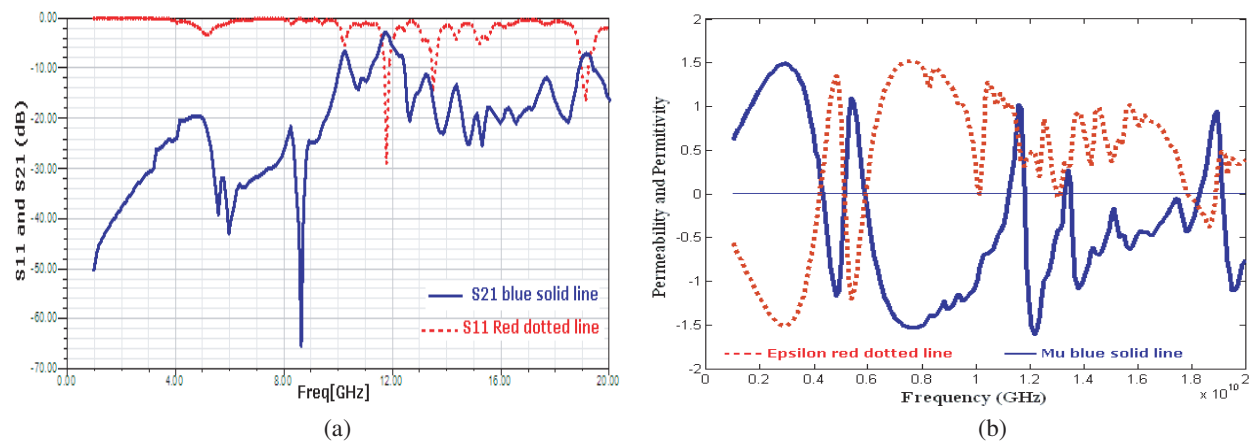 0.00
-10.00
-20.00
-30.00
-40.00
-50.00
-60.00
-70.00
S11 and S21 (dB)
S21 blue solid line
S11 Red dotted line
0.00 4.00 8.00 12.00 16.00 20.00
Freq[GHz]
(a)
2
1.5
1
0.5
0
-0.5
-1
-1.5
-2
Permeability and Permitivity
Epsilon red dotted line Mu blue solid line
0 0.2 0.4 0.6 0.8 1 1.2 1.4 1.6 1.8 2
Frequency (GHz)
× 10^10
(b)